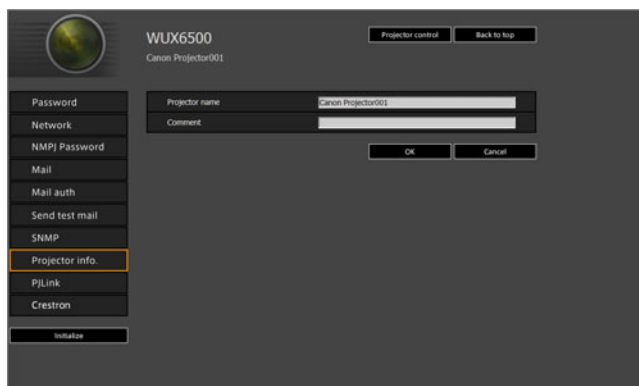 WUX6500
Canon Projector001
Projector control
Back to top
Password
Network
NMPJ Password
Mail
Mail auth
Send test mail
SNMP
Projector info.
PJLink
Crestron
Initialize
Projector name
Canon Projector001
Comment
OK
Cancel